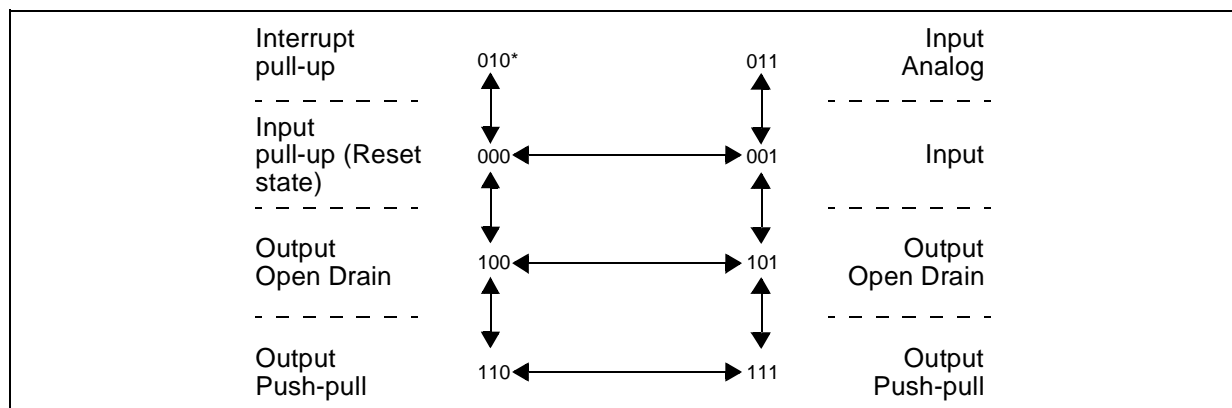 Interrupt
pull-up
010*
011
Input
Analog
Input
pull-up (Reset
state)
000
001
Input
Output
Open Drain
100
101
Output
Open Drain
Output
Push-pull
110
111
Output
Push-pull